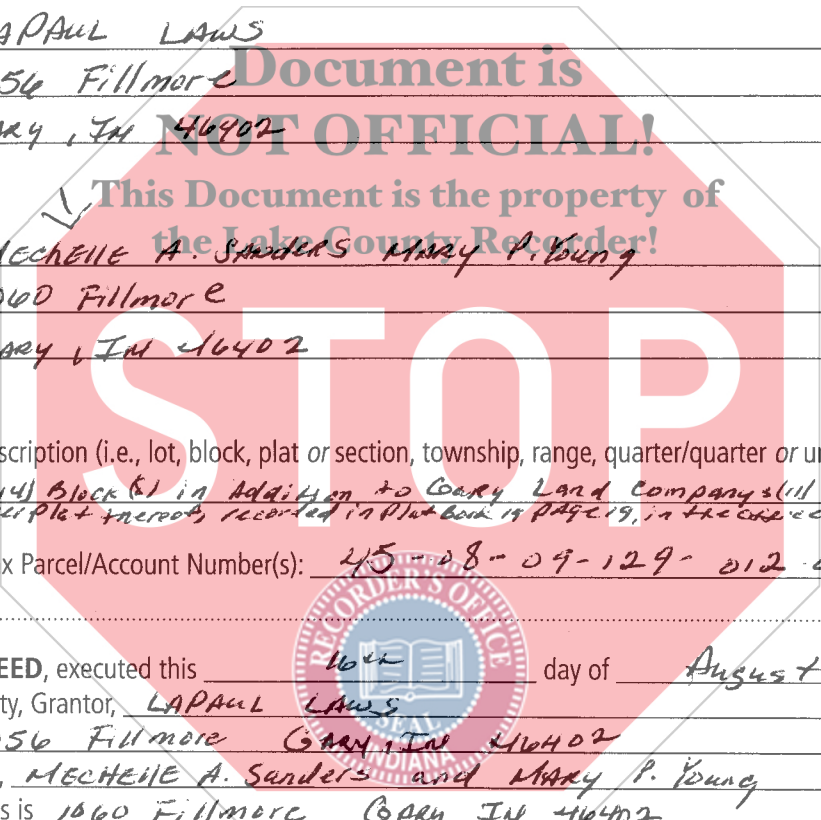 APAUL LAWS
56 Fillmore
ARY, IN 46402
Document is
NOT OFFICIAL!
This Document is the property of
the Lake County Recorder!
MECHELLE A. SANDERS MARY P. Young
060 Fillmore
ARY, IN 46402
STOP
scription (i.e., lot, block, plat or section, township, range, quarter/quarter or un
14) Block(s) in Addition to Gary Land Company's
Plat thereof, recorded in Plat Book 19 PAGE 19, in the
x Parcel/Account Number(s): 45-08-09-129-012
EED, executed this 16th day of August
ty, Grantor, LAPAUL LAWS
56 Fillmore GARY, IN 46402
, MECHELLE A. Sanders and MARY P. Young
s is 1060 Fillmore GARY IN 46402
RECORDER'S OFFICE
SEAL
INDIANA